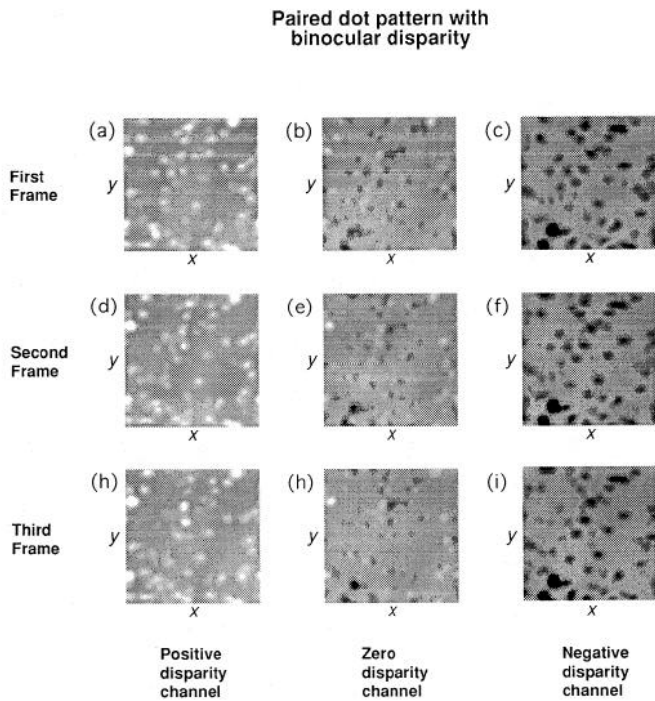 Paired dot pattern with
binocular disparity
(a)
(b)
(c)
First
Frame
y
y
y
x
x
x
(d)
(e)
(f)
Second
Frame
y
y
y
x
x
x
(h)
(h)
(i)
Third
Frame
y
y
y
x
x
x
Positive
disparity
channel
Zero
disparity
channel
Negative
disparity
channel